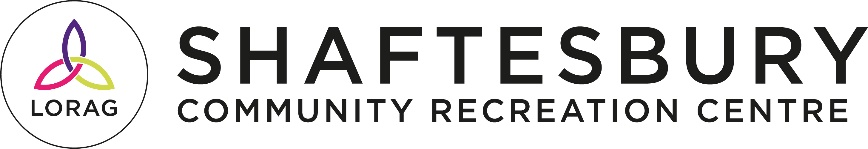 LORAG
SHAFTESBURY
COMMUNITY RECREATION CENTRE